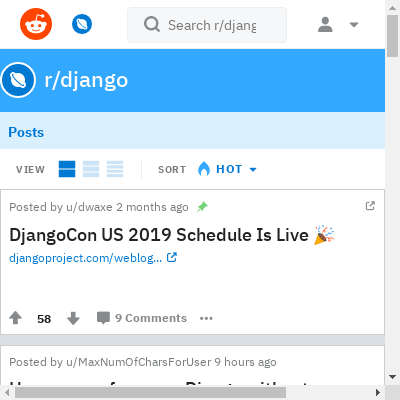 Search r/djang
r/django
Posts
VIEW SORT HOT
Posted by u/dwaxe 2 months ago
DjangoCon US 2019 Schedule Is Live 🎉
djangoproject.com/weblog...
58 9 Comments
Posted by u/MaxNumOfCharsForUser 9 hours ago